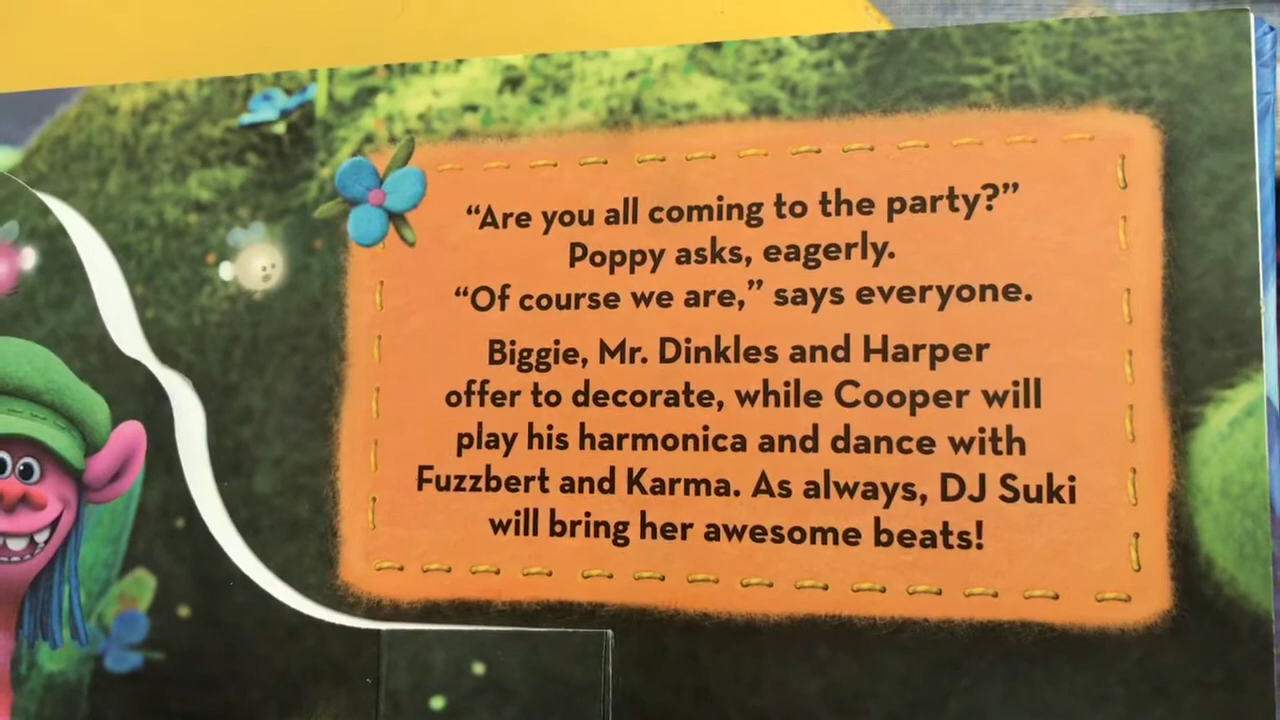 “Are you all coming to the party?”
Poppy asks, eagerly.
“Of course we are,” says everyone.
Biggie, Mr. Dinkles and Harper
offer to decorate, while Cooper will
play his harmonica and dance with
Fuzzbert and Karma. As always, DJ Suki
will bring her awesome beats!